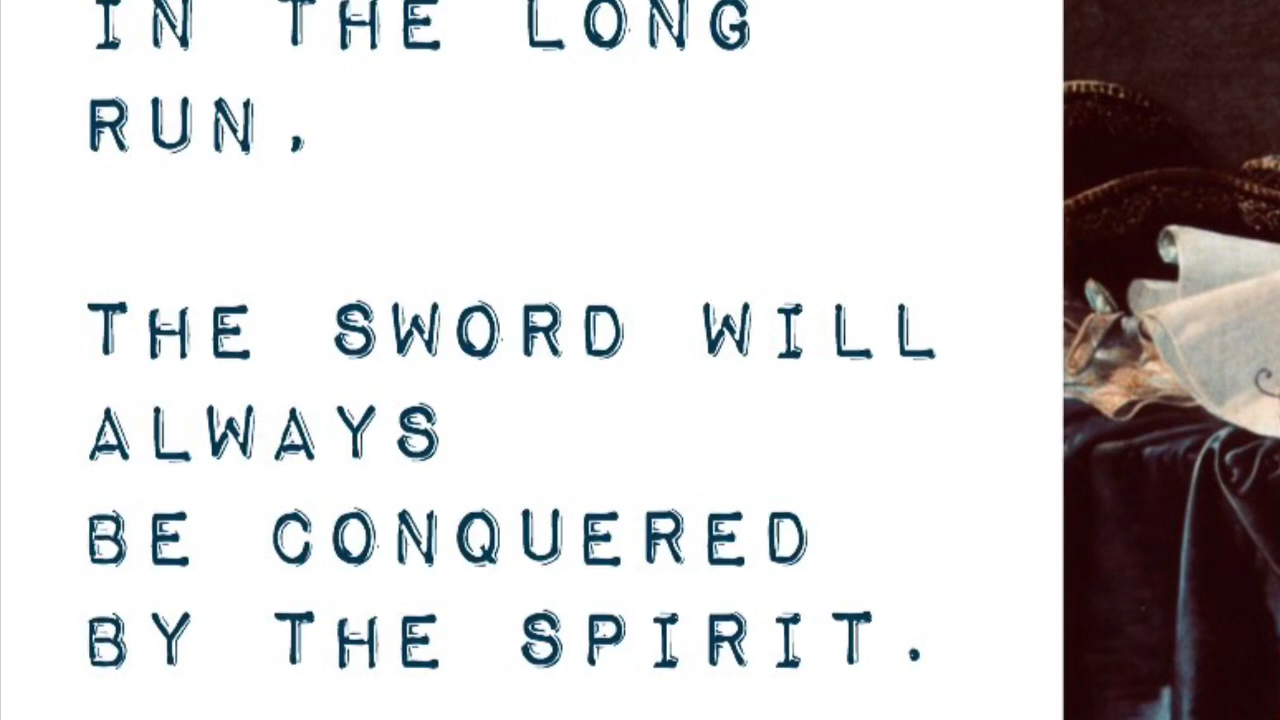 IN THE LONG
RUN,
THE SWORD WILL
ALWAYS
BE CONQUERED
BY THE SPIRIT.